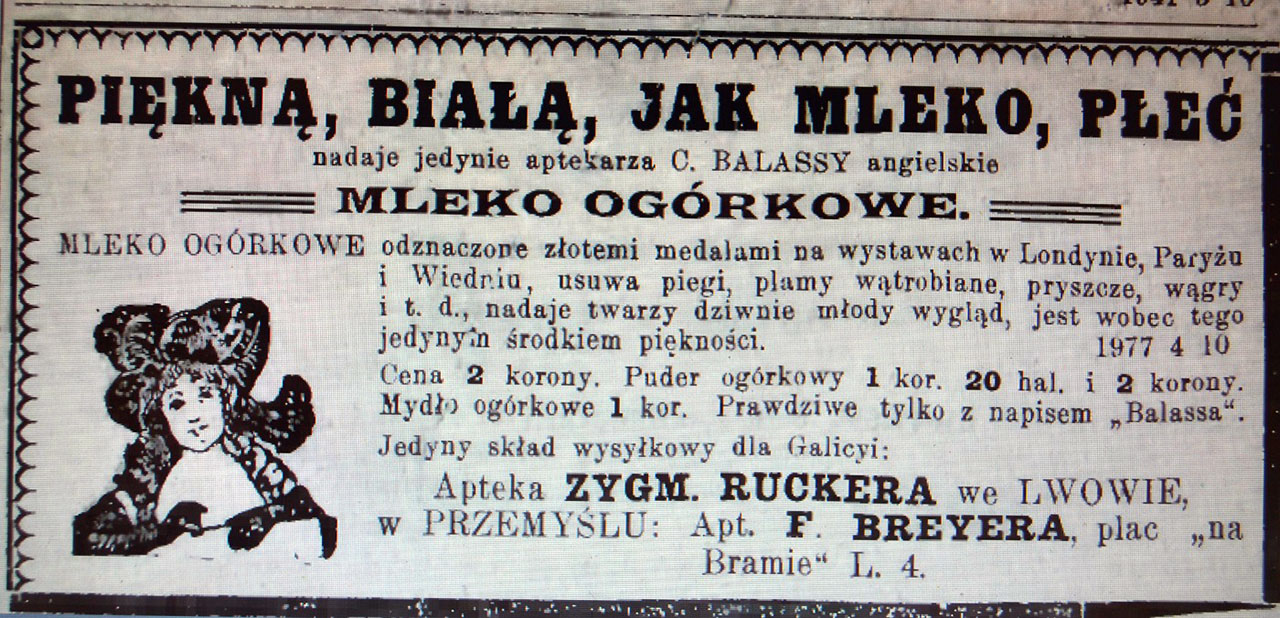 PIĘKNĄ, BIAŁĄ, JAK MLEKO, PŁEĆ
nadaje jedynie aptekarza C. BALASSY angielskie
MLEKO OGÓRKOWE.
MLEKO OGÓRKOWE odznaczone złotemi medalami na wystawach w Londynie, Paryżu
i Wiedniu, usuwa piegi, plamy wątrobiane, pryszcze, wągry
i t. d., nadaje twarzy dziwnie młody wygląd, jest wobec tego
jedynym środkiem piękności. 1977 4 10
Cena 2 korony. Puder ogórkowy 1 kor. 20 hal. i 2 korony.
Mydło ogórkowe 1 kor. Prawdziwe tylko z napisem „Balassa“.
Jedyny skład wysyłkowy dla Galicyi:
Apteka ZYGM. RUCKERA we LWOWIE,
w PRZEMYŚLU: Apt. F. BREYERA, plac „na
Bramie“ L. 4.